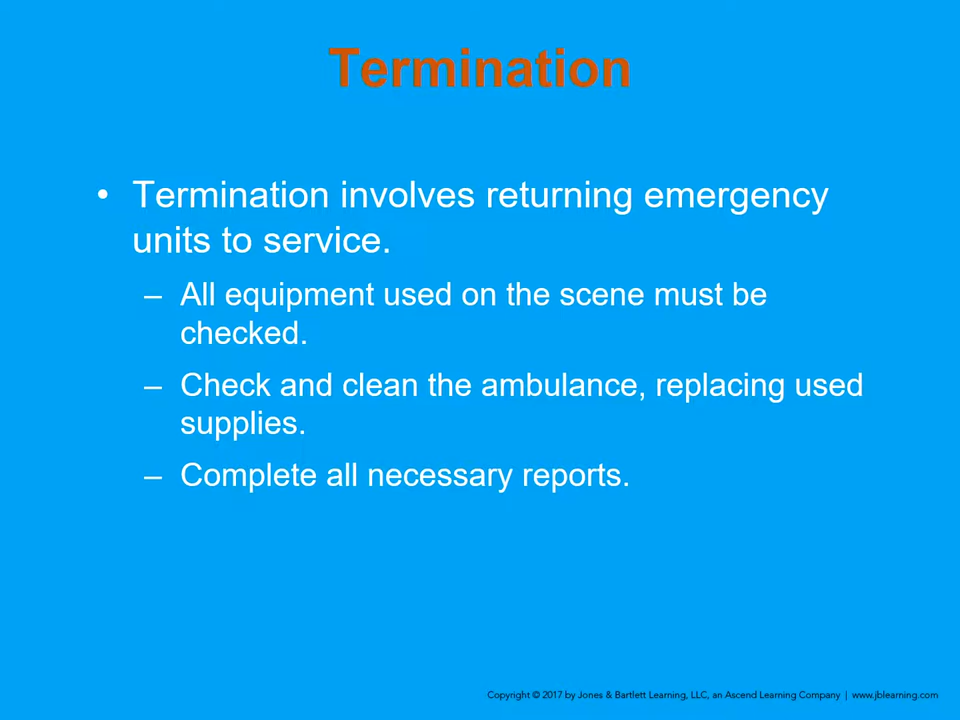 Termination
• Termination involves returning emergency
units to service.
– All equipment used on the scene must be
checked.
– Check and clean the ambulance, replacing used
supplies.
– Complete all necessary reports.
Copyright © 2017 by Jones & Bartlett Learning, LLC, an Ascend Learning Company | www.jblearning.com